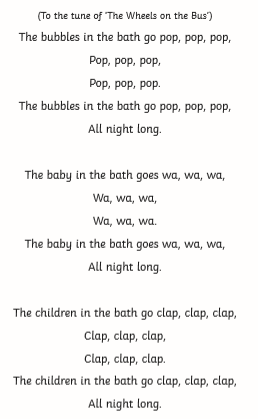 (To the tune of 'The Wheels on the Bus')
The bubbles in the bath go pop, pop, pop,
Pop, pop, pop,
Pop, pop, pop.
The bubbles in the bath go pop, pop, pop,
All night long.
The baby in the bath goes wa, wa, wa,
Wa, wa, wa,
Wa, wa, wa.
The baby in the bath goes wa, wa, wa,
All night long.
The children in the bath go clap, clap, clap,
Clap, clap, clap,
Clap, clap, clap.
The children in the bath go clap, clap, clap,
All night long.